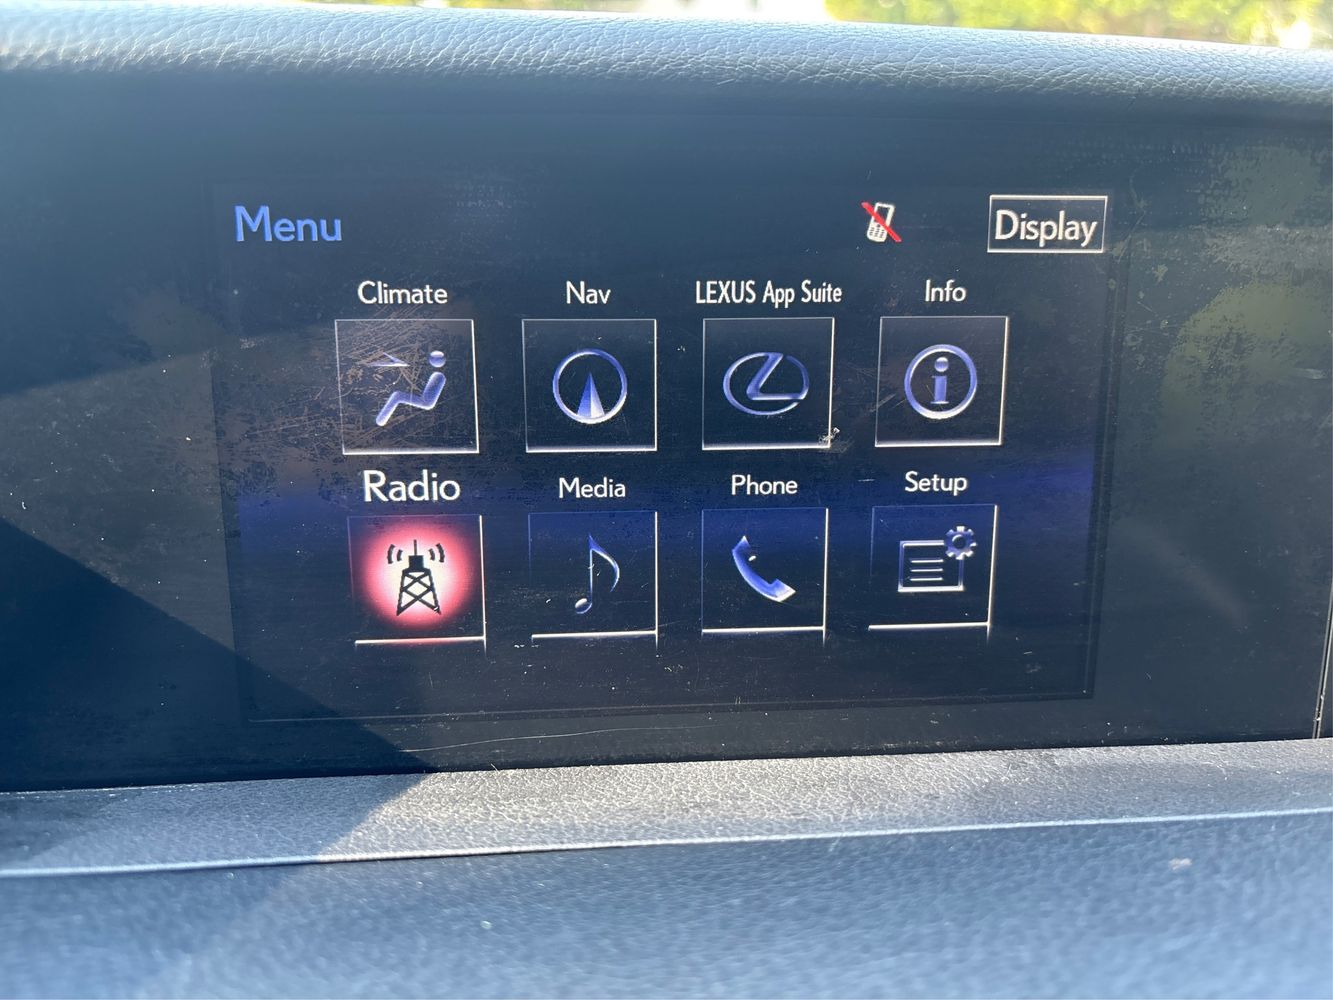 Menu
Display
Climate
Nav
LEXUS App Suite
Info
Radio
Media
Phone
Setup